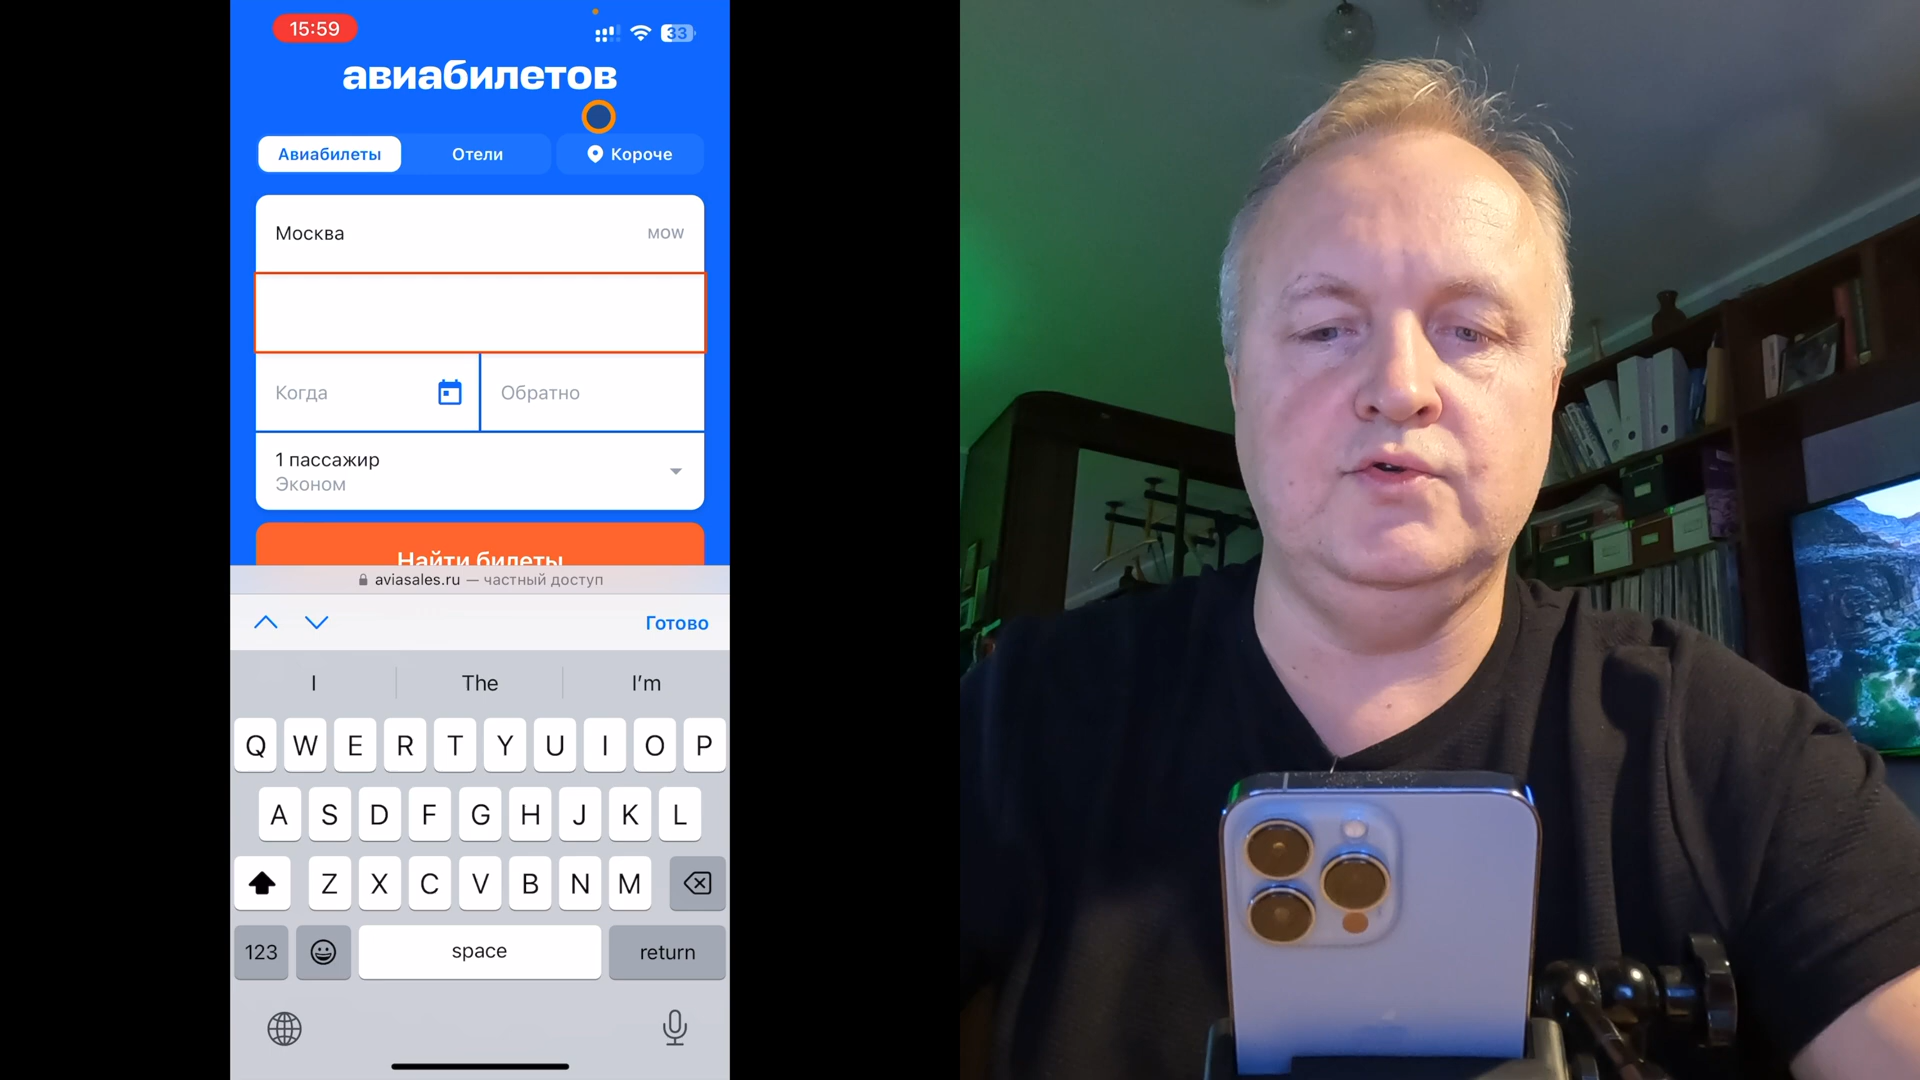 15:59
33
авиабилетов
Авиабилеты
Отели
Короче
Москва
MOW
Когда
Обратно
1 пассажир
Эконом
Найти билеты
aviasales.ru — частный доступ
Готово
I
The
I'm
Q W E R T Y U I O P
A S D F G H J K L
Z X C V B N M
123
space
return